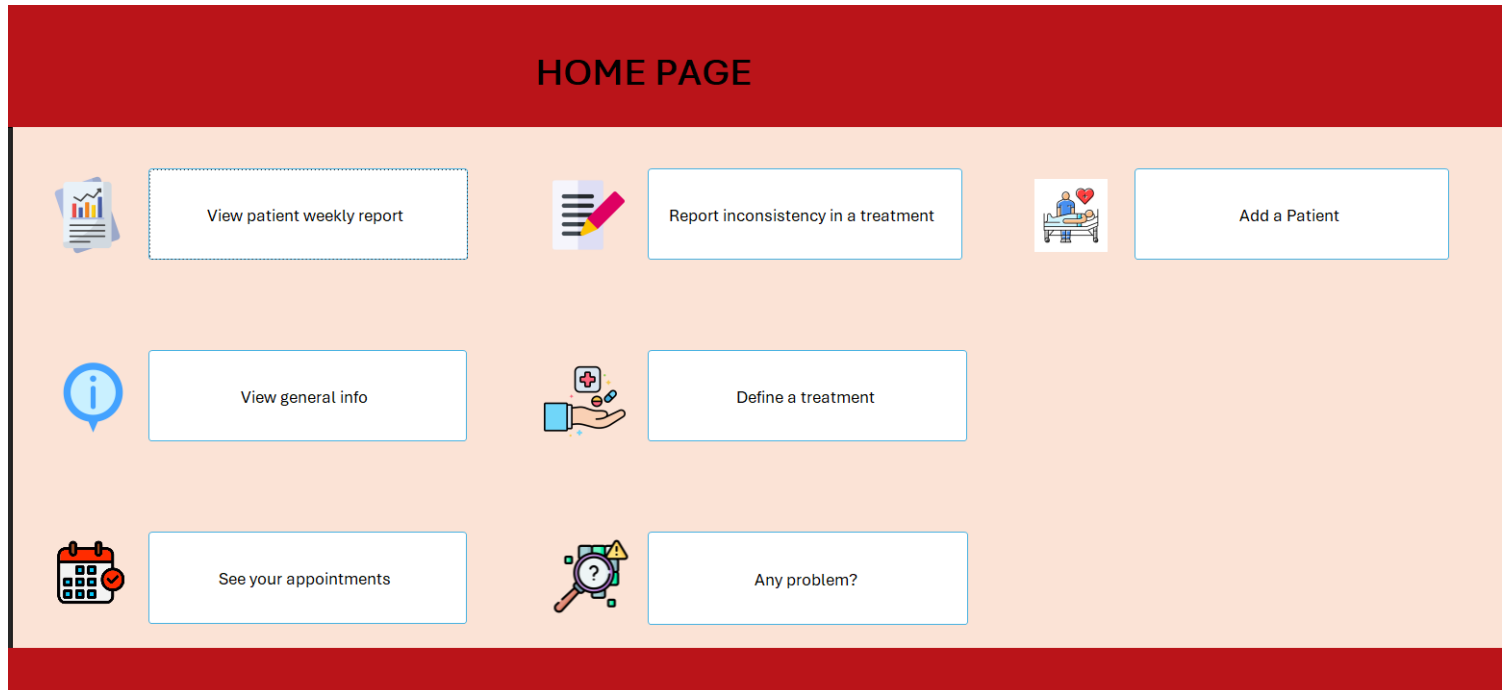 HOME PAGE
View patient weekly report
Report inconsistency in a treatment
Add a Patient
View general info
Define a treatment
See your appointments
Any problem?